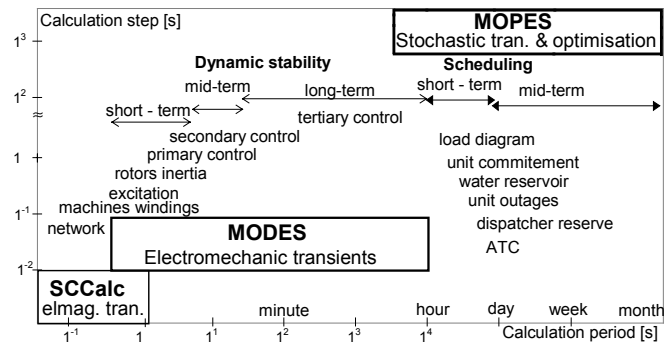 Calculation step [s]
MOPES
1³
Stochastic tran. & optimisation
Dynamic stability
Scheduling
mid-term
long-term
short - term
mid-term
1²
short - term
tertiary control
≈
secondary control
load diagram
1
primary control
unit commitement
rotors inertia
water reservoir
excitation
unit outages
machines windings
1⁻¹
network
MODES
dispatcher reserve
Electromechanic transients
ATC
1⁻²
SCCalc
elmag. tran.
minute
hour
day
week
month
1⁻¹
1
1¹
1²
1³
1⁴
Calculation period [s]